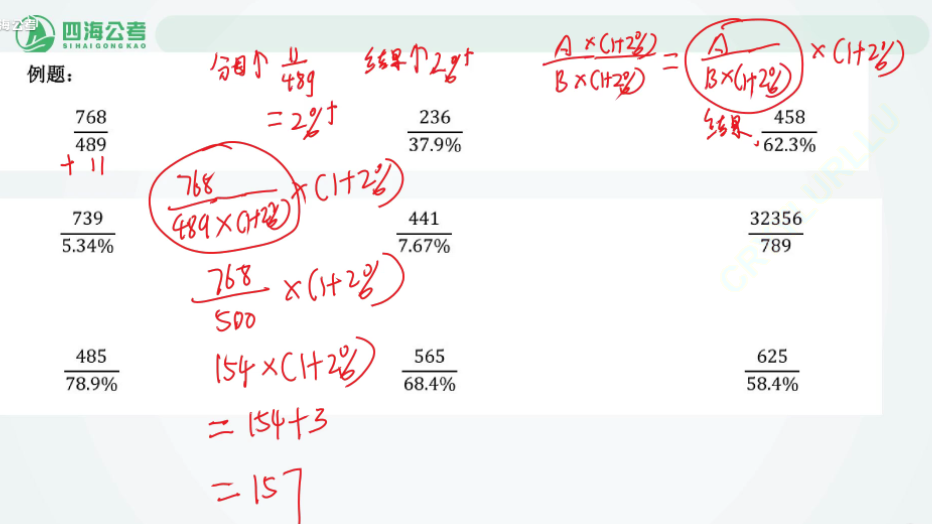 海公考
四海公考
SIHAIGONGKAO
例题：
分母↑ 11/489 = 2%↑
结果↑2%↑
A×(1+2%)/B×(1+2%) = A/B×(1+2%) ×(1+2%)
结果
768/489
+11
236/37.9%
458/62.3%
768/489×(1+2%) ×(1+2%)
739/5.34%
441/7.67%
32356/789
768/500 ×(1+2%)
485/78.9%
154×(1+2%)
565/68.4%
625/58.4%
=154+3
=157